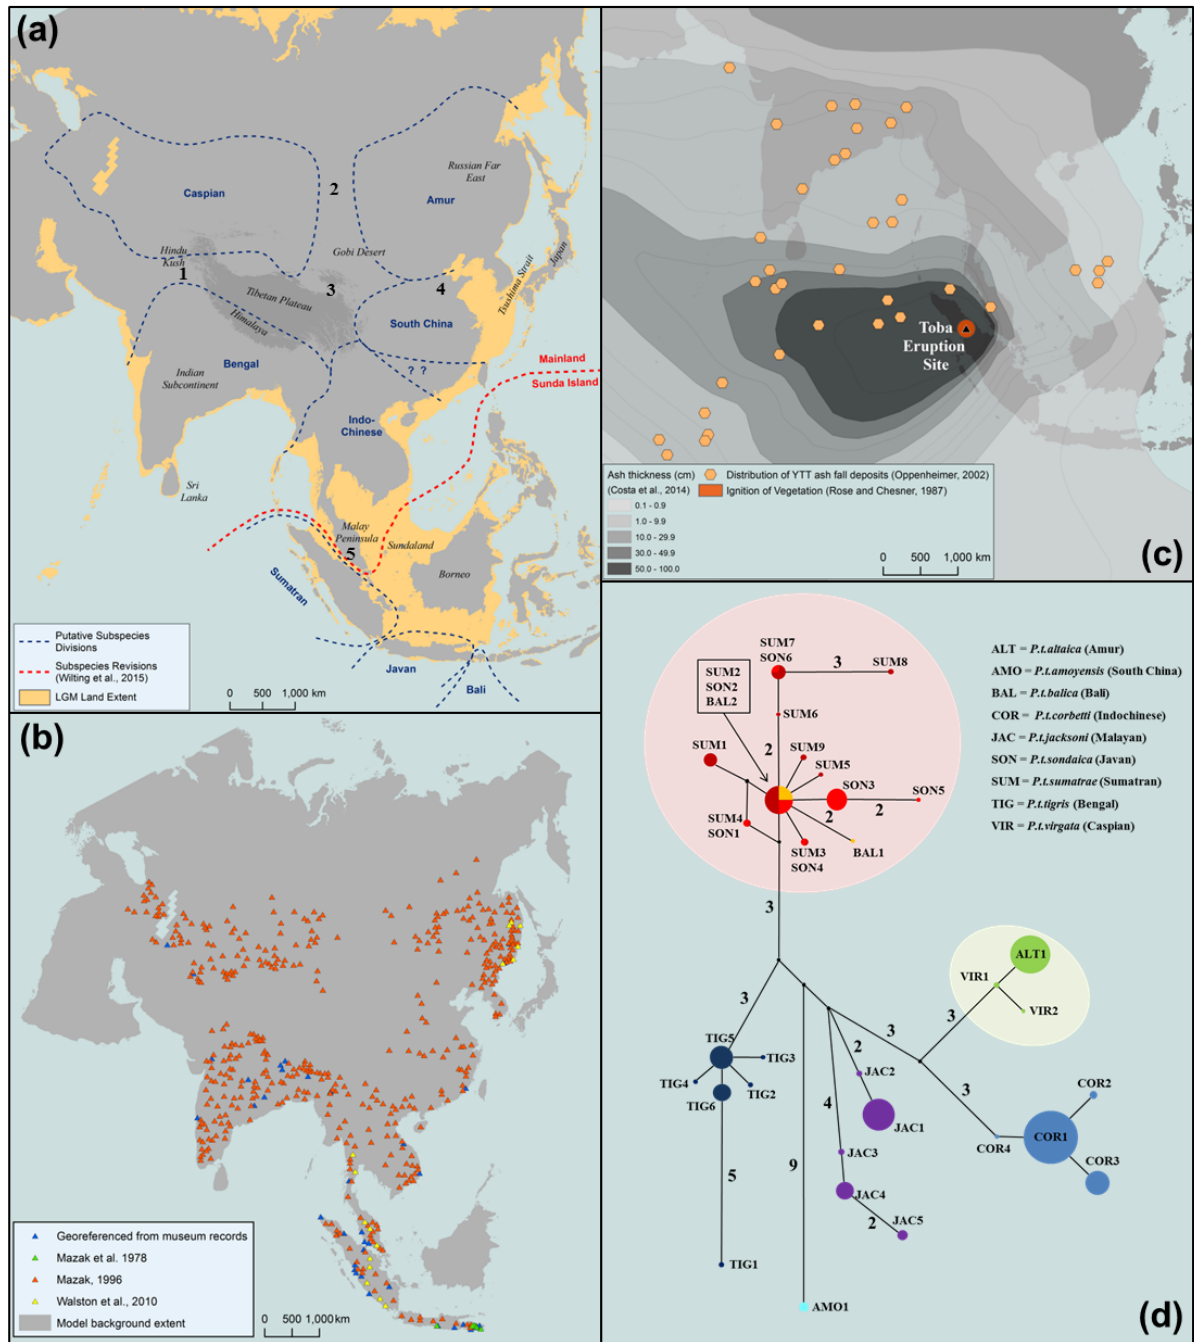 (a)
Russian Far
East
Caspian
2
Amur
Hindu
Kush
Gobi Desert
1
3
4
Tibetan Plateau
Himalaya
Tsushima Strait
Japan
South China
Bengal
Indian
Subcontinent
? ?
Mainland
Sunda Island
Indo-
Chinese
Sri
Lanka
Malay
Peninsula
5
Sundaland
Borneo
Sumatran
Javan
Bali
Putative Subspecies
Divisions
Subspecies Revisions
(Wilting et al., 2015)
LGM Land Extent
0 500 1,000 km
(b)
Georeferenced from museum records
Mazak et al. 1978
Mazak, 1996
Walston et al., 2010
Model background extent
0 500 1,000 km
(c)
Toba
Eruption
Site
Ash thickness (cm)
(Costa et al., 2014)
0.1 - 0.9
1.0 - 9.9
10.0 - 29.9
30.0 - 49.9
50.0 - 100.0
Distribution of YTT ash fall deposits (Oppenheimer, 2002)
Ignition of Vegetation (Rose and Chesner, 1987)
0 500 1,000 km
(d)
SUM7
SON6
3
SUM8
SUM2
SON2
BAL2
SUM6
2
SUM1
SUM9
SUM5
SON3
SON5
2
2
SUM4
SON1
SUM3
SON4
BAL1
3
ALT = P.t.altaica (Amur)
AMO = P.t.amoyensis (South China)
BAL = P.t.balica (Bali)
COR = P.t.corbetti (Indochinese)
JAC = P.t.jacksoni (Malayan)
SON = P.t.sondaica (Javan)
SUM = P.t.sumatrae (Sumatran)
TIG = P.t.tigris (Bengal)
VIR = P.t.virgata (Caspian)
ALT1
VIR1
VIR2
3
3
3
TIG5
TIG3
TIG4
TIG2
TIG6
5
TIG1
9
AMO1
2
JAC2
JAC1
4
JAC3
JAC4
2
JAC5
3
COR2
COR1
COR4
COR3